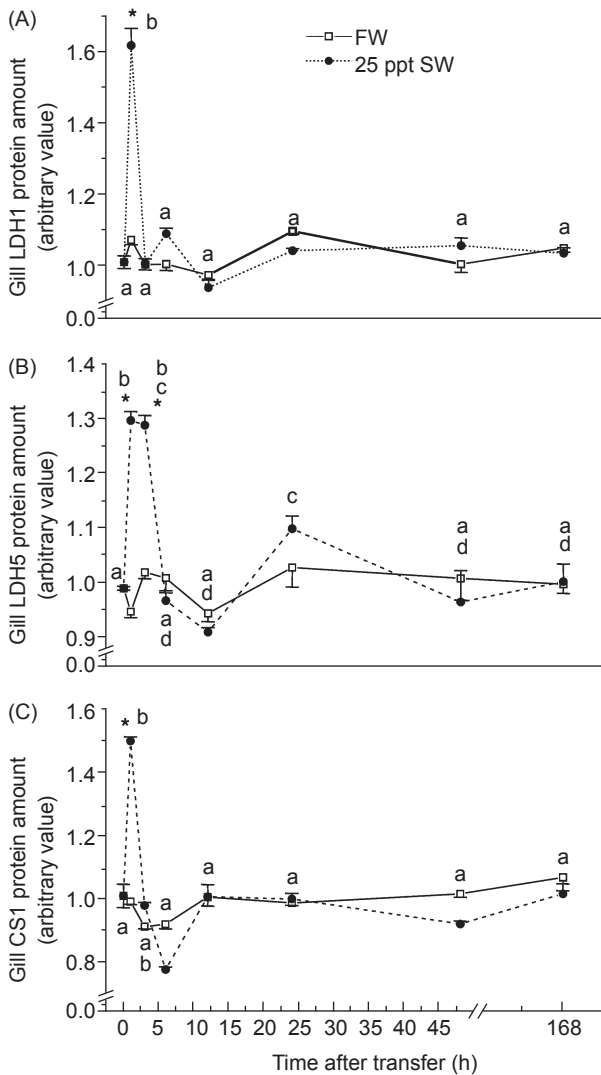 (A)
Gill LDH1 protein amount
(arbitrary value)
1.6
1.4
1.2
1.0
0.0
* b
FW
25 ppt SW
a
a
a
a
a
a a
(B)
Gill LDH5 protein amount
(arbitrary value)
1.4
1.3
1.2
1.1
1.0
0.9
0.0
b
*
b
c
*
a
a
d
a
d
c
a
d
a
d
(C)
Gill CS1 protein amount
(arbitrary value)
1.6
1.4
1.2
1.0
0.8
0.0
* b
a
a
b
a
a
a
a
a
0 5 10 15 20 25 30 35 40 45 168
Time after transfer (h)